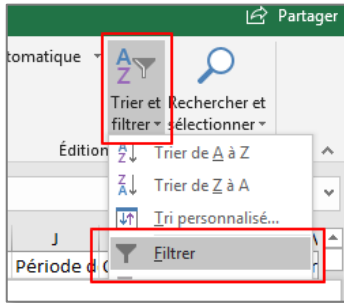 Partager
tomatique
Trier et Rechercher et
filtrer sélectionner
Édition
Trier de A à Z
Trier de Z à A
Tri personnalisé...
J
Filtrer
Période d